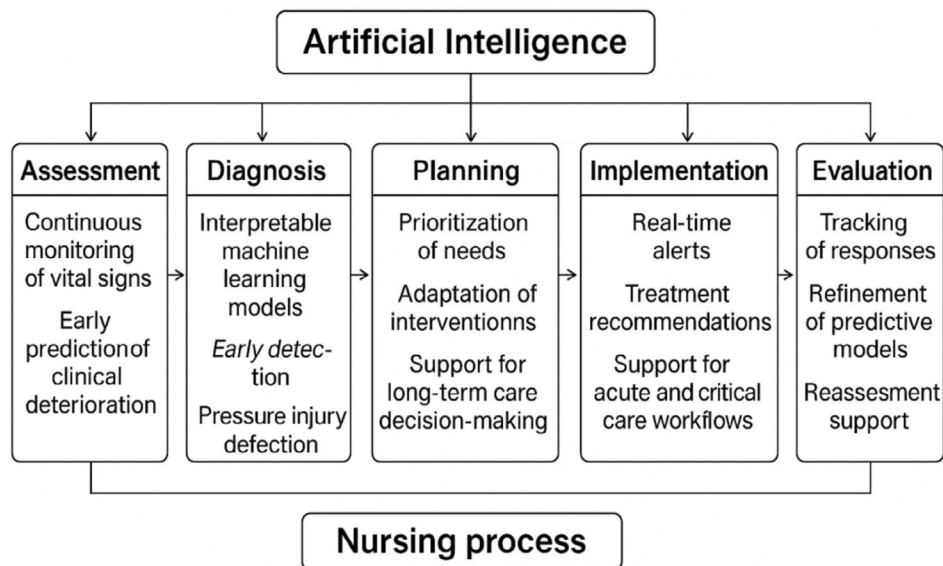 Artificial Intelligence
Assessment
Continuous
monitoring
of vital signs
Early
prediction of
clinical
deterioration
Diagnosis
Interpretable
machine
learning
models
Early detec-
tion
Pressure injury
defection
Planning
Prioritization
of needs
Adaptation of
interventionns
Support for
long-term care
decision-making
Implementation
Real-time
alerts
Treatment
recommendations
Support for
acute and critical
care workflows
Evaluation
Tracking
of responses
Refinement
of predictive
models
Reassesment
support
Nursing process